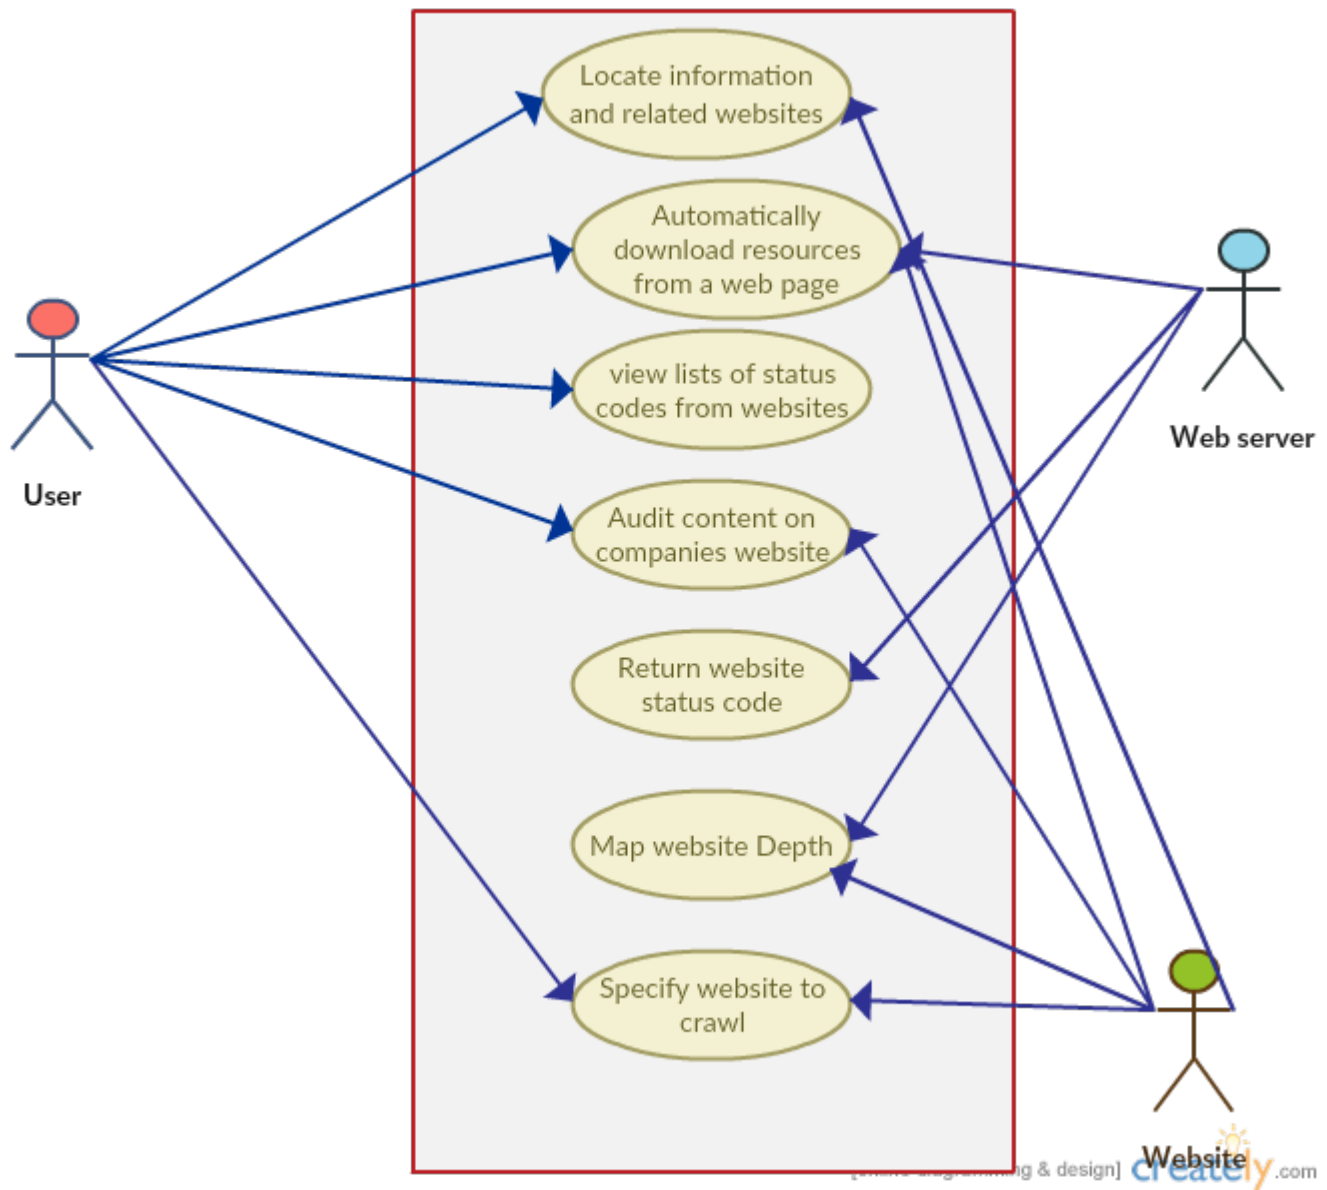 Locate information
and related websites
Automatically
download resources
from a web page
view lists of status
codes from websites
User
Web server
Audit content on
companies website
Return website
status code
Map website Depth
Specify website to
crawl
Website
& design] creately .com